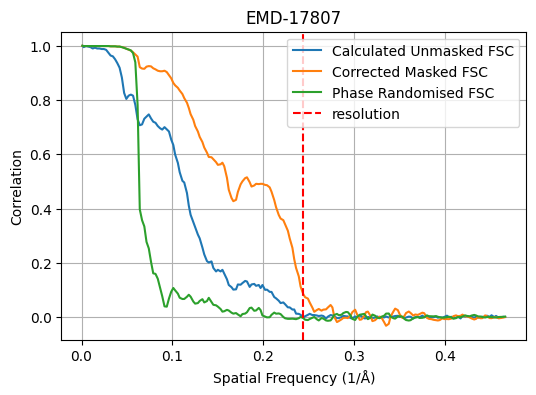 EMD-17807
Calculated Unmasked FSC
Corrected Masked FSC
Phase Randomised FSC
resolution
Correlation
1.0
0.8
0.6
0.4
0.2
0.0
0.0 0.1 0.2 0.3 0.4
Spatial Frequency (1/Å)